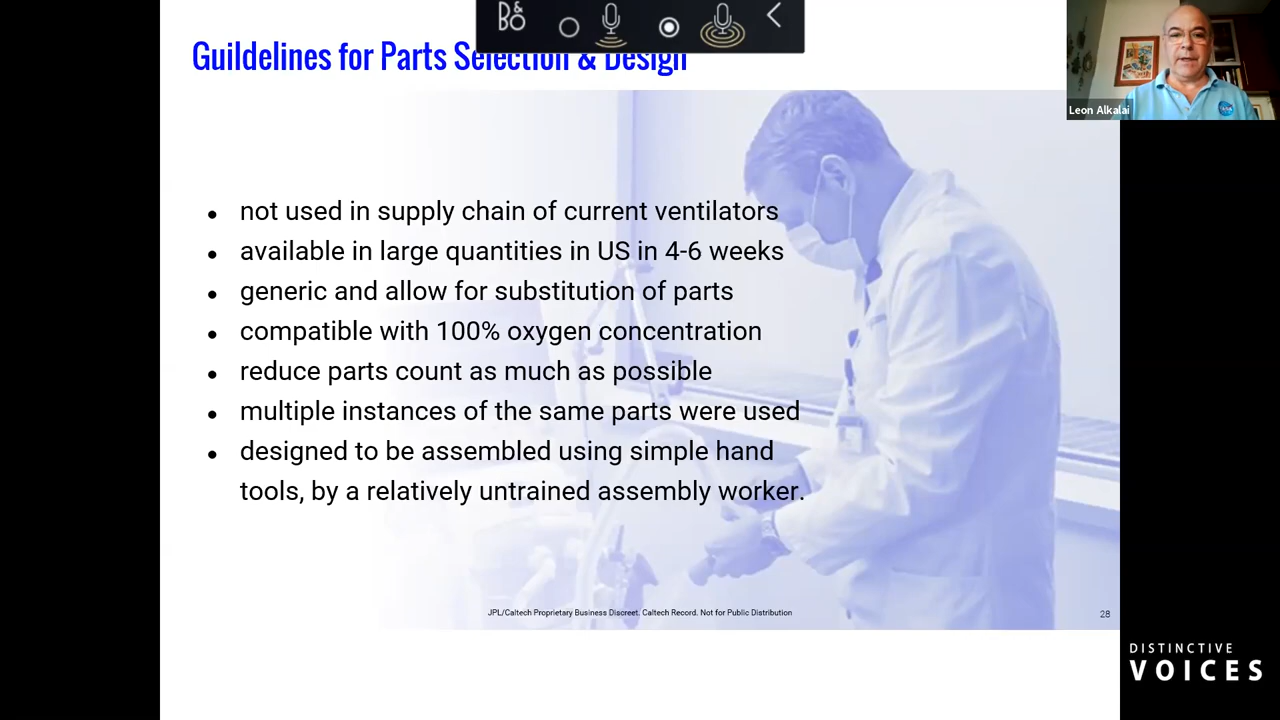 B&O
Guildelines for Parts Selection & Design
Leon Alkalai
NASA
• not used in supply chain of current ventilators
• available in large quantities in US in 4-6 weeks
• generic and allow for substitution of parts
• compatible with 100% oxygen concentration
• reduce parts count as much as possible
• multiple instances of the same parts were used
• designed to be assembled using simple hand
tools, by a relatively untrained assembly worker.
JPL/Caltech Proprietary Business Discreet. Caltech Record. Not for Public Distribution
28
DISTINCTIVE
VOICES